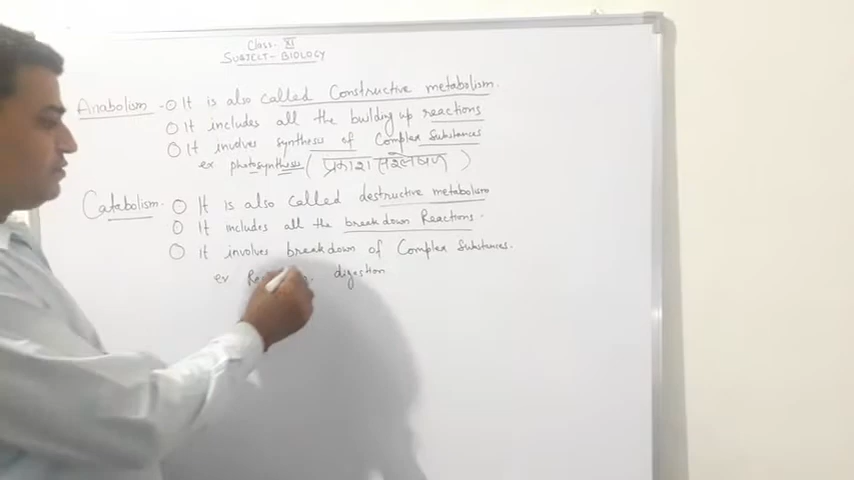 Class - XI
SUBJECT - BIOLOGY
Anabolism - O It is also called Constructive metabolism.
O It includes all the building up reactions
O It involves synthesis of Complex Substances
ex photosynthesis (प्रकाश संश्लेषण)
Catabolism - O It is also called destructive metabolism
O It includes all the breakdown Reactions.
O It involves breakdown of Complex Substances.
ex digestion